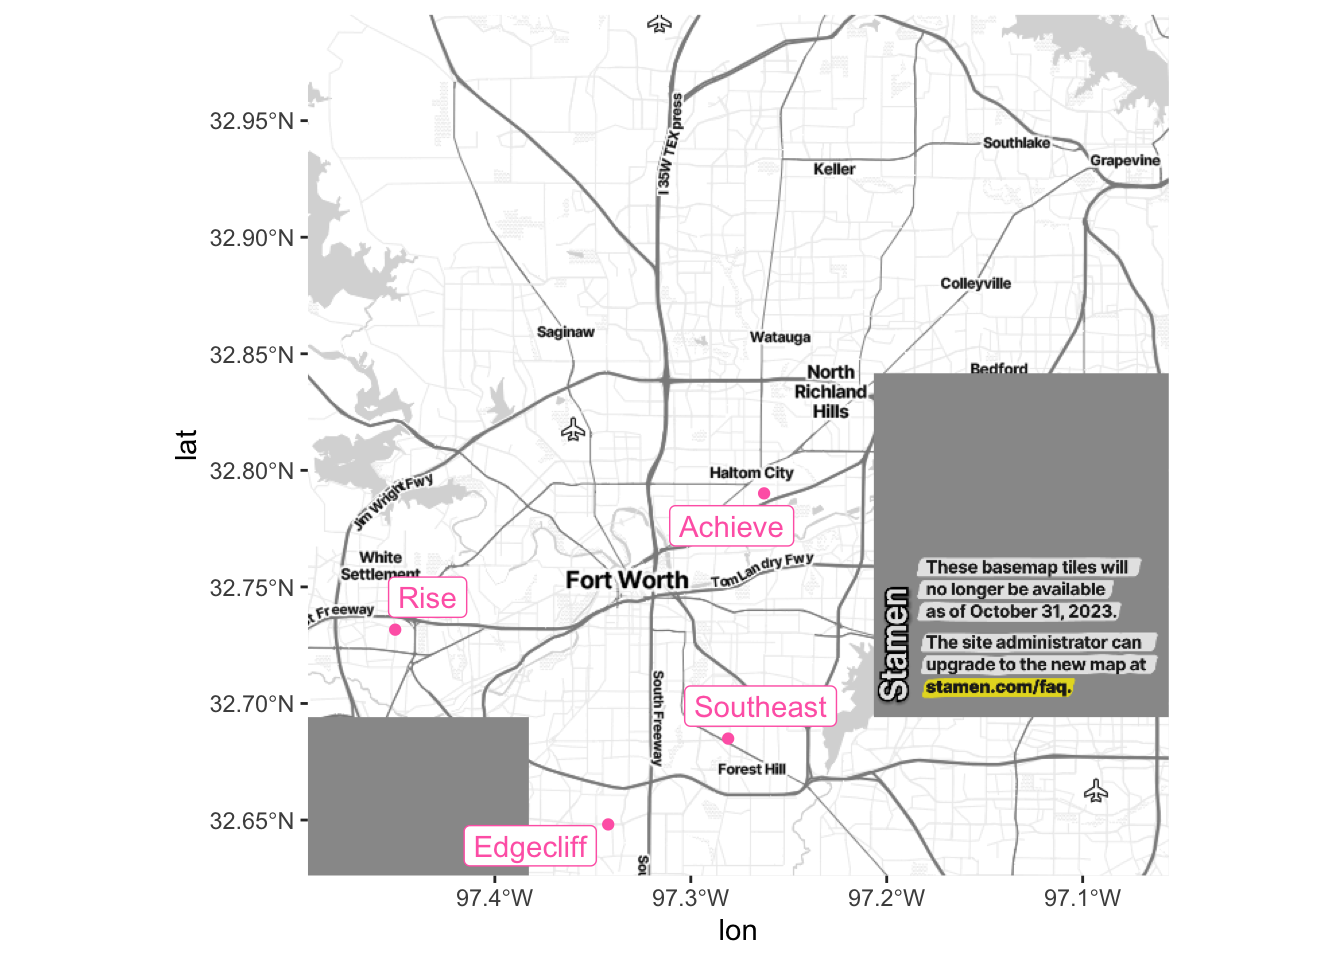 32.95°N
32.90°N
32.85°N
32.80°N
32.75°N
32.70°N
32.65°N
lat
97.4°W
97.3°W
97.2°W
97.1°W
lon
I 35W TEXpress
Southlake
Grapevine
Keller
Colleyville
Saginaw
Watauga
Bedford
North
Richland
Hills
Haltom City
Jim Wright Fwy
Achieve
White
Settlement
Fort Worth
Tom Landry Fwy
Rise
t Freeway
These basemap tiles will
no longer be available
as of October 31, 2023.
The site administrator can
upgrade to the new map at
stamen.com/faq.
Stamen
South Freeway
Southeast
Forest Hill
Edgecliff
Sou